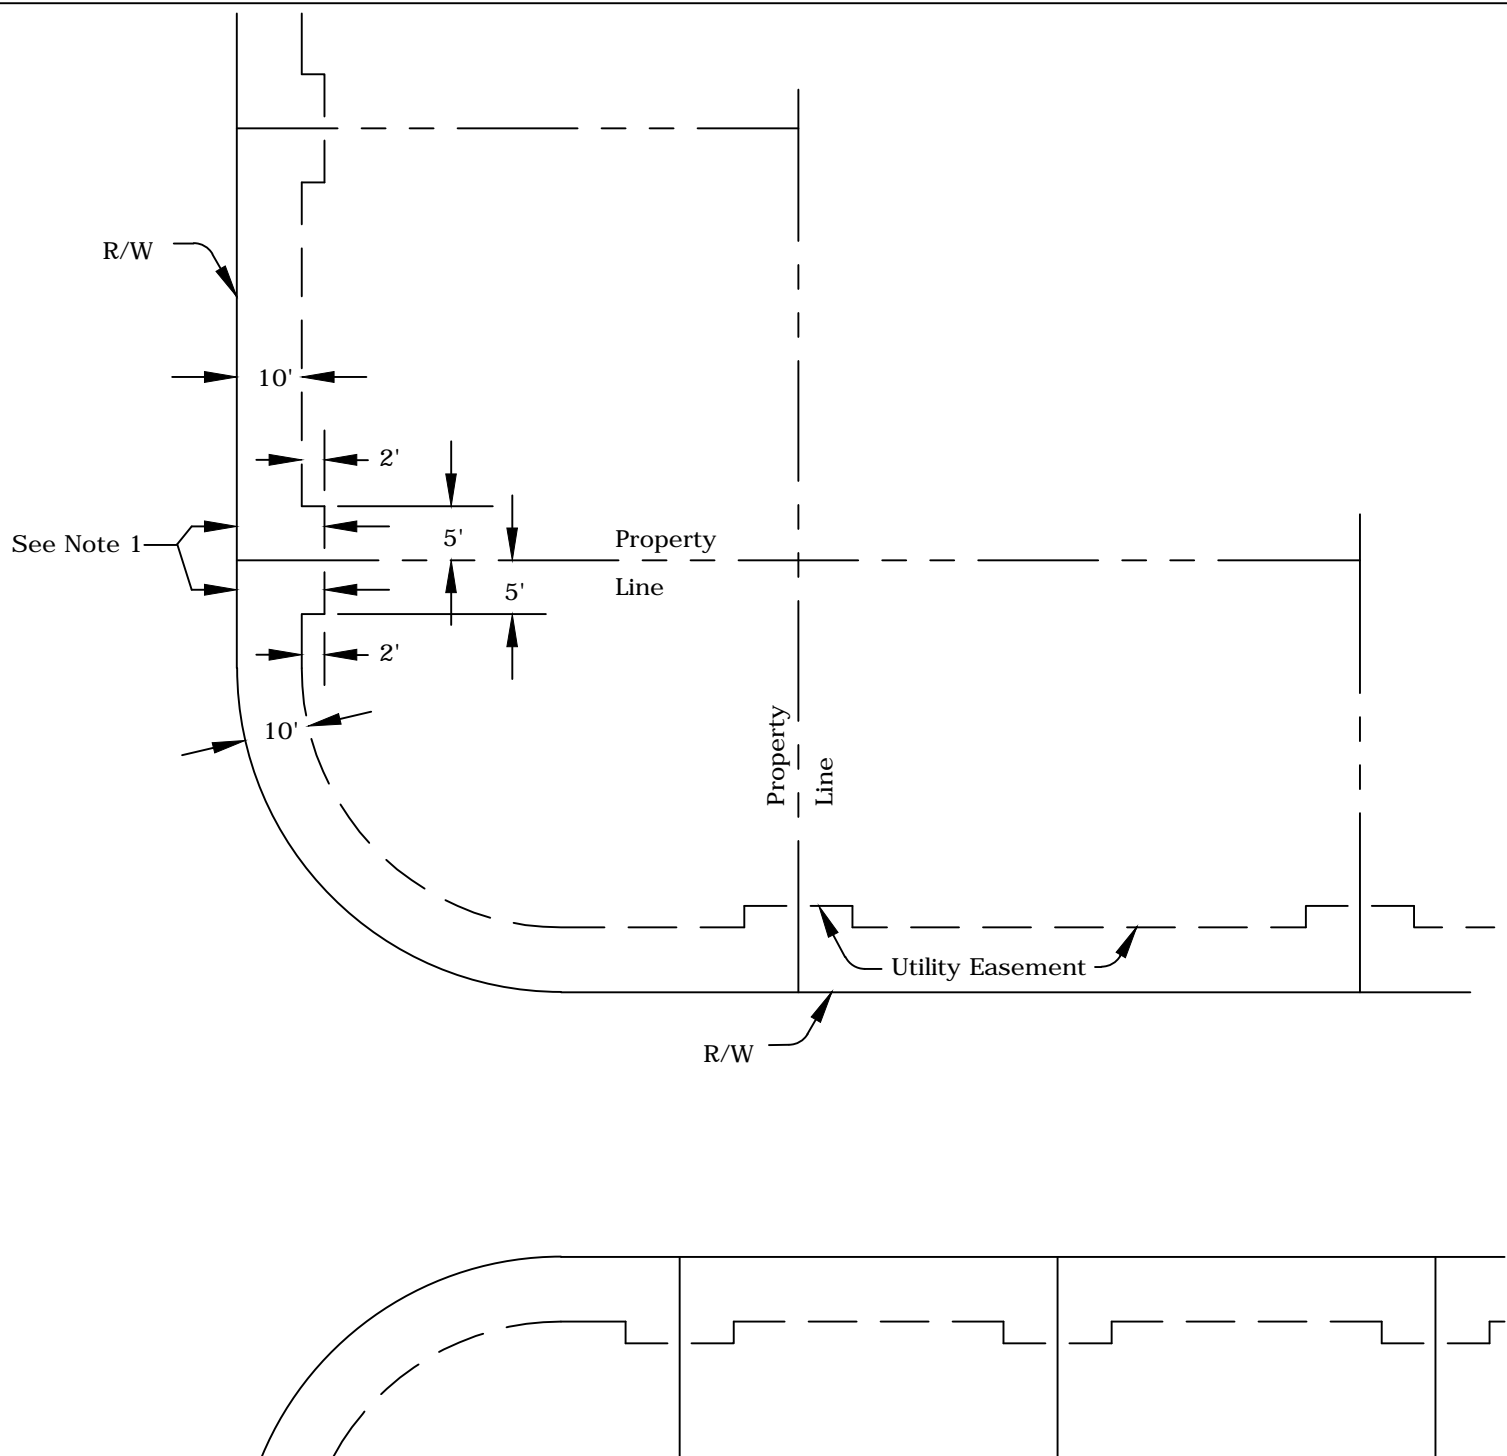 R/W
10'
2'
See Note 1
5'
Property
Line
5'
2'
10'
Property
Line
Utility Easement
R/W